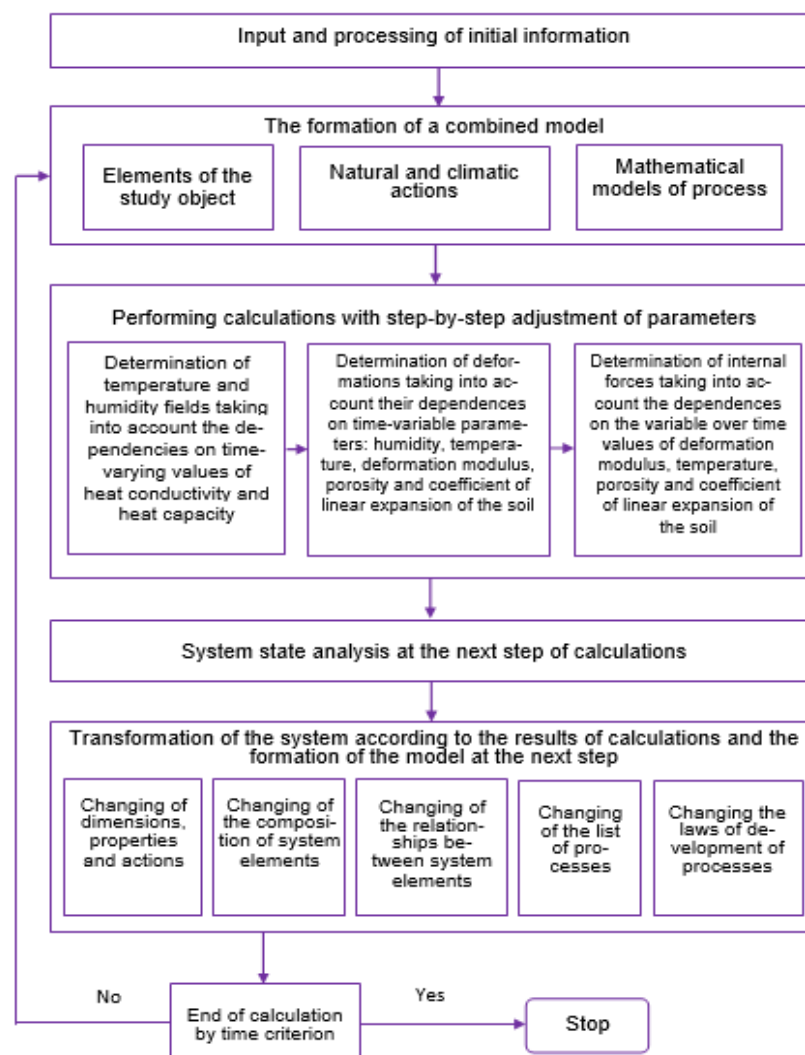 Input and processing of initial information
The formation of a combined model
Elements of the
study object
Natural and climatic
actions
Mathematical
models of process
Performing calculations with step-by-step adjustment of parameters
Determination of
temperature and
humidity fields taking
into account the de-
pendencies on time-
varying values of
heat conductivity and
heat capacity
Determination of defor-
mations taking into ac-
count their dependences
on time-variable parame-
ters: humidity, tempera-
ture, deformation modulus,
porosity and coefficient of
linear expansion of the soil
Determination of internal
forces taking into ac-
count the dependences
on the variable over time
values of deformation
modulus, temperature,
porosity and coefficient
of linear expansion of
the soil
System state analysis at the next step of calculations
Transformation of the system according to the results of calculations and the
formation of the model at the next step
Changing of
dimensions,
properties
and actions
Changing of
the composi-
tion of system
elements
Changing of
the relation-
ships be-
tween system
elements
Changing
of the list
of pro-
cesses
Changing the
laws of de-
velopment of
processes
No
End of calculation
by time criterion
Yes
Stop